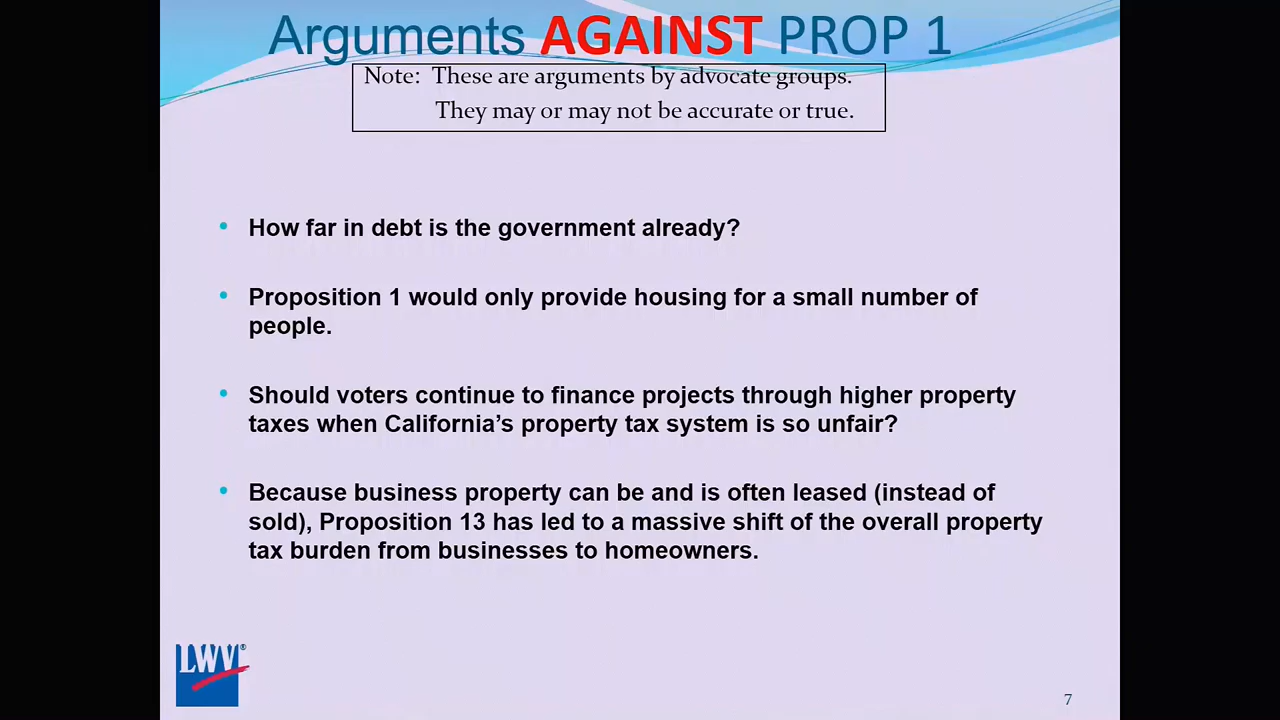 Arguments AGAINST PROP 1
Note: These are arguments by advocate groups.
They may or may not be accurate or true.
• How far in debt is the government already?
• Proposition 1 would only provide housing for a small number of
people.
• Should voters continue to finance projects through higher property
taxes when California’s property tax system is so unfair?
• Because business property can be and is often leased (instead of
sold), Proposition 13 has led to a massive shift of the overall property
tax burden from businesses to homeowners.
LWV®
7